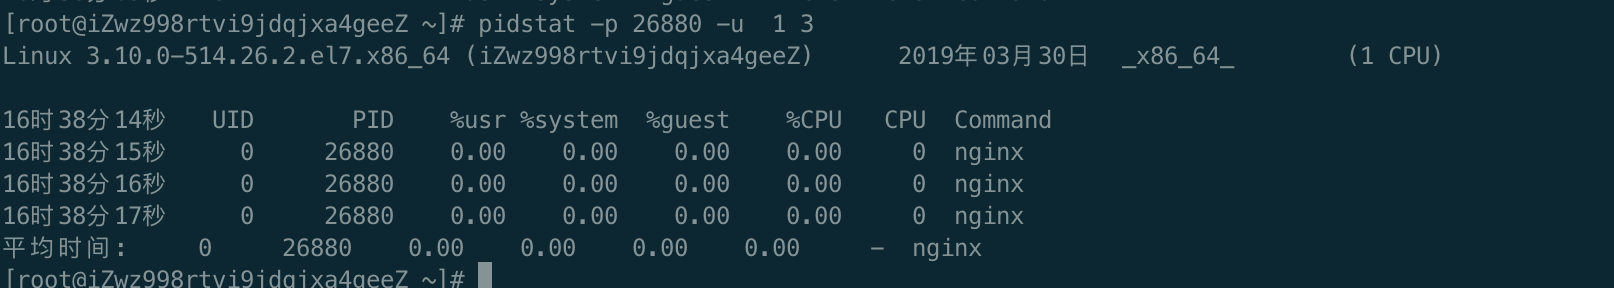 [root@iZwz998rtvi9jdqjxa4geeZ ~]# pidstat -p 26880 -u  1 3
Linux 3.10.0-514.26.2.el7.x86_64 (iZwz998rtvi9jdqjxa4geeZ)      2019年03月30日  _x86_64_        (1 CPU)
16时38分14秒   UID       PID    %usr %system  %guest    %CPU   CPU  Command
16时38分15秒     0     26880    0.00    0.00    0.00    0.00     0  nginx
16时38分16秒     0     26880    0.00    0.00    0.00    0.00     0  nginx
16时38分17秒     0     26880    0.00    0.00    0.00    0.00     0  nginx
平均时间:     0     26880    0.00    0.00    0.00    0.00     -  nginx
[root@iZwz998rtvi9jdqjxa4geeZ ~]#